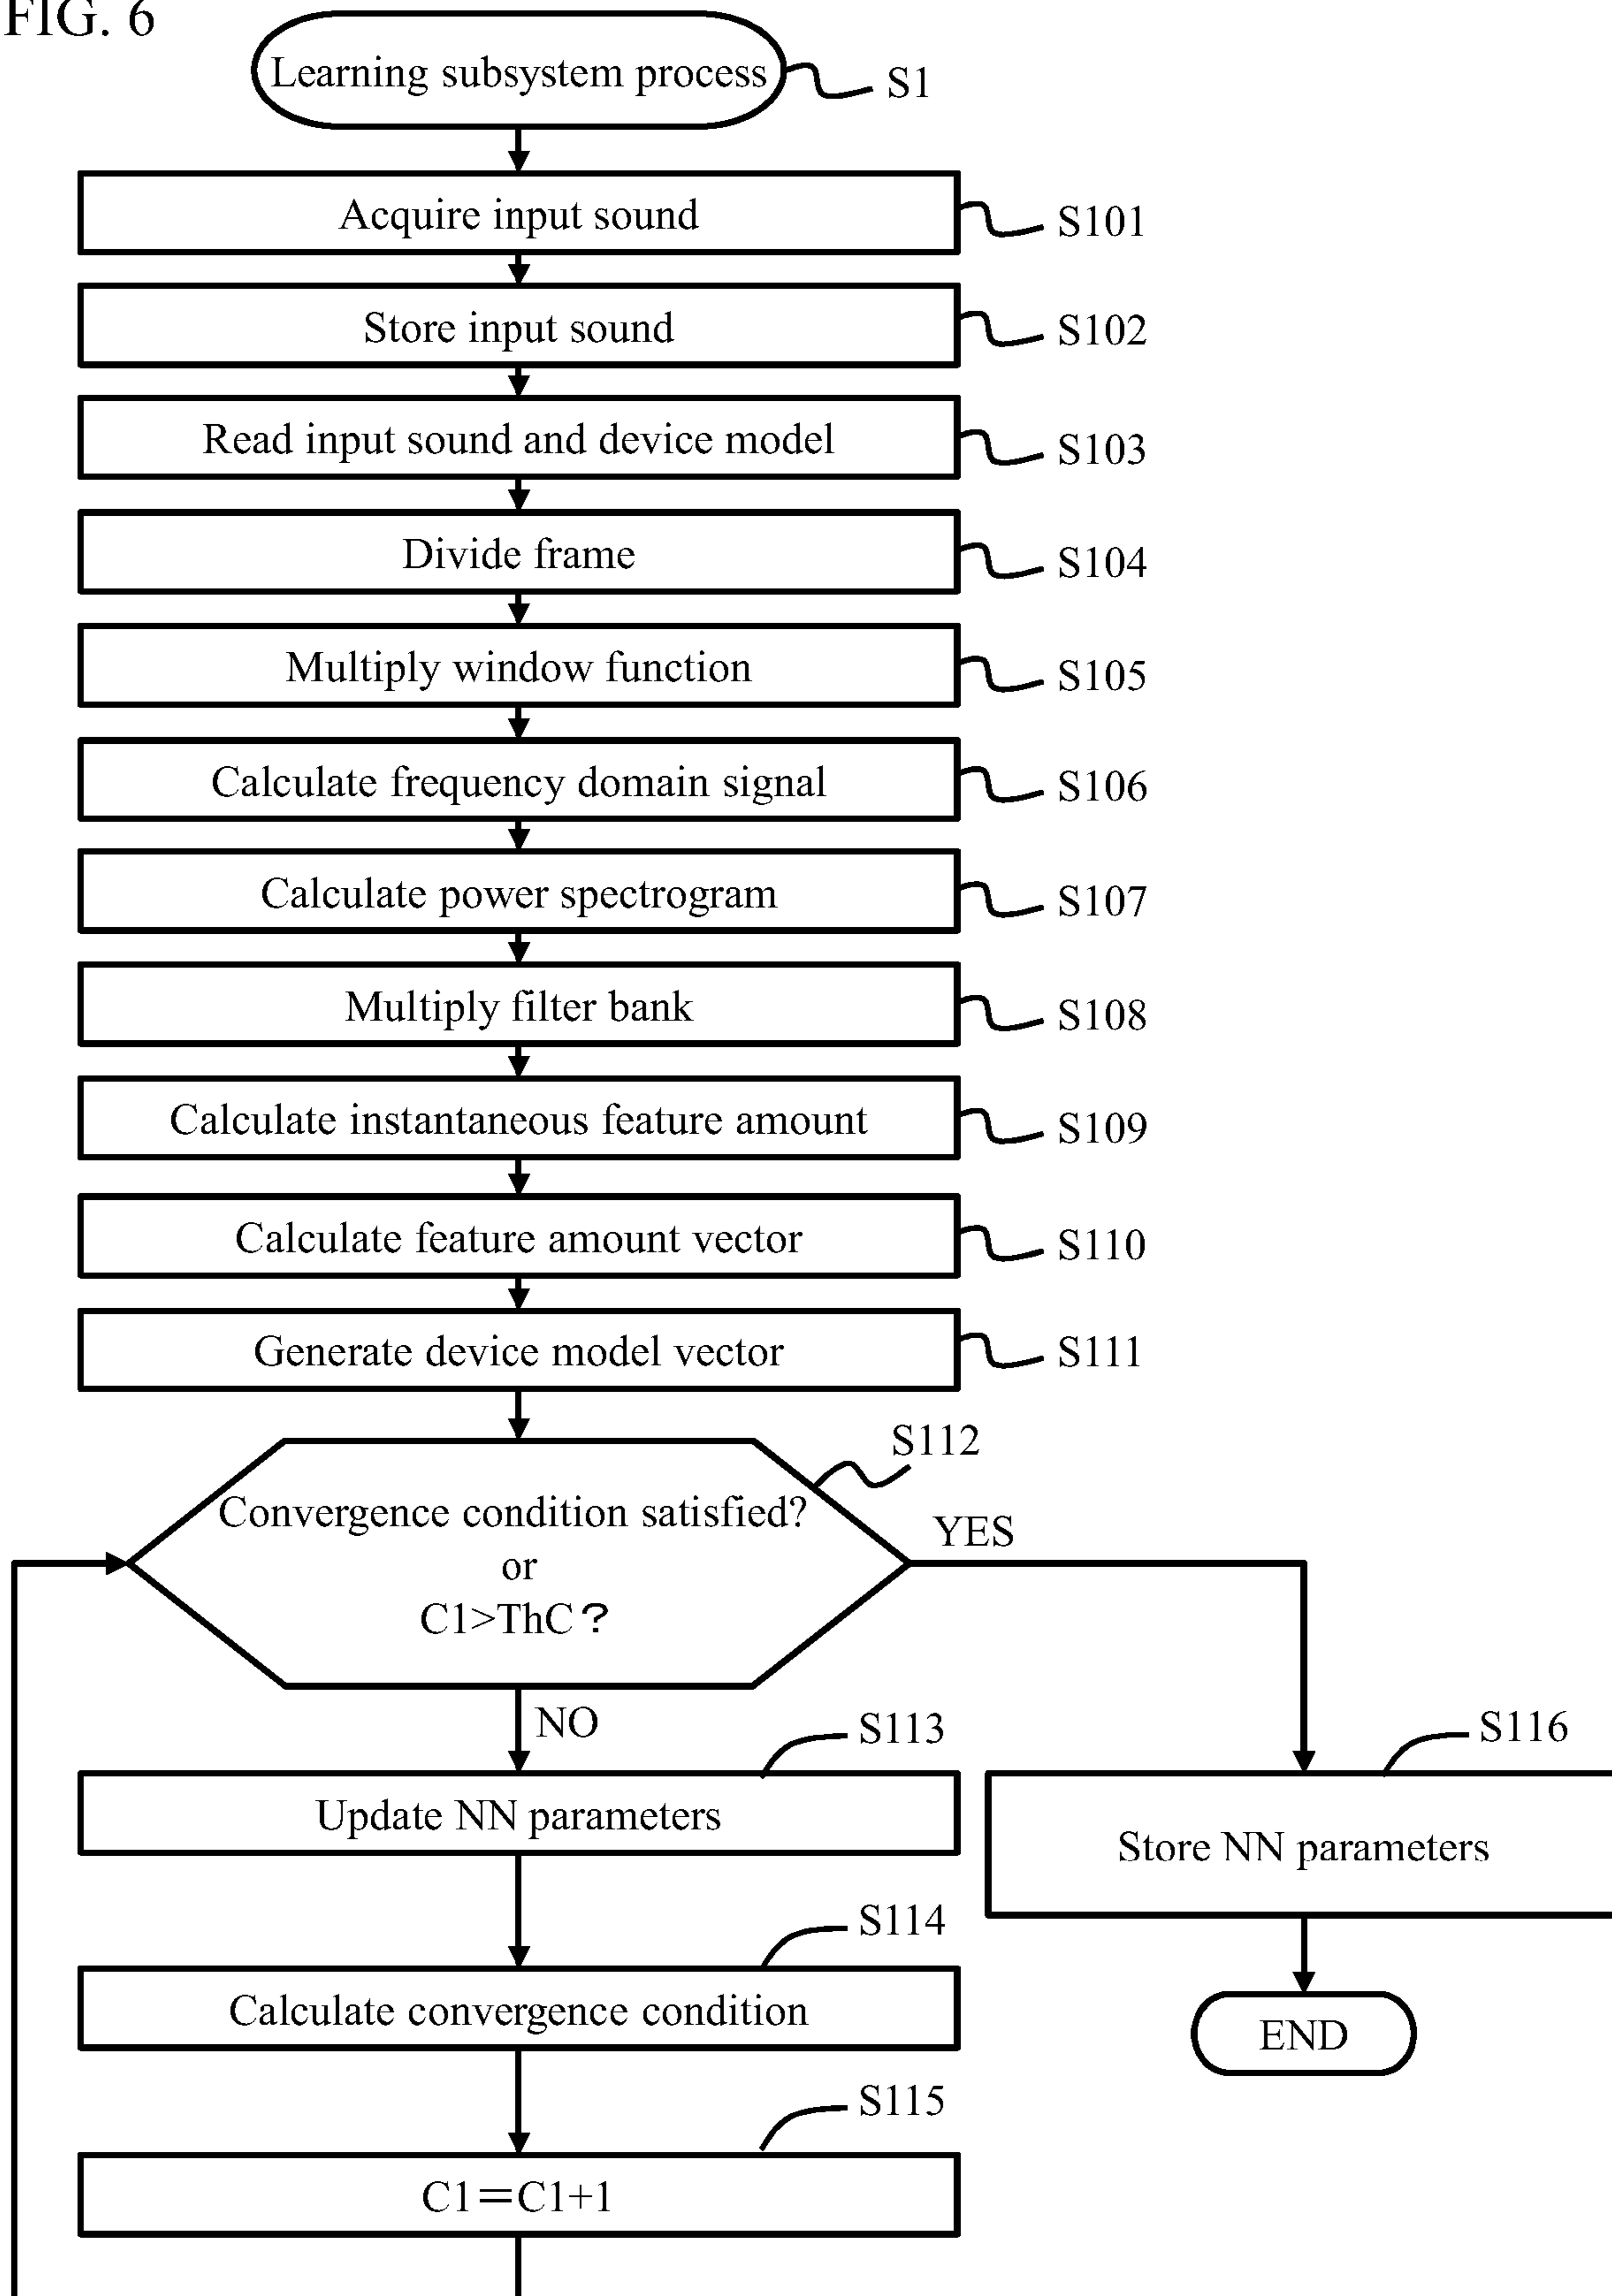 FIG. 6
Learning subsystem process
S1
Acquire input sound
S101
Store input sound
S102
Read input sound and device model
S103
Divide frame
S104
Multiply window function
S105
Calculate frequency domain signal
S106
Calculate power spectrogram
S107
Multiply filter bank
S108
Calculate instantaneous feature amount
S109
Calculate feature amount vector
S110
Generate device model vector
S111
S112
Convergence condition satisfied?
or
C1>ThC?
YES
NO
S113
Update NN parameters
S116
Store NN parameters
S114
Calculate convergence condition
END
S115
C1=C1+1